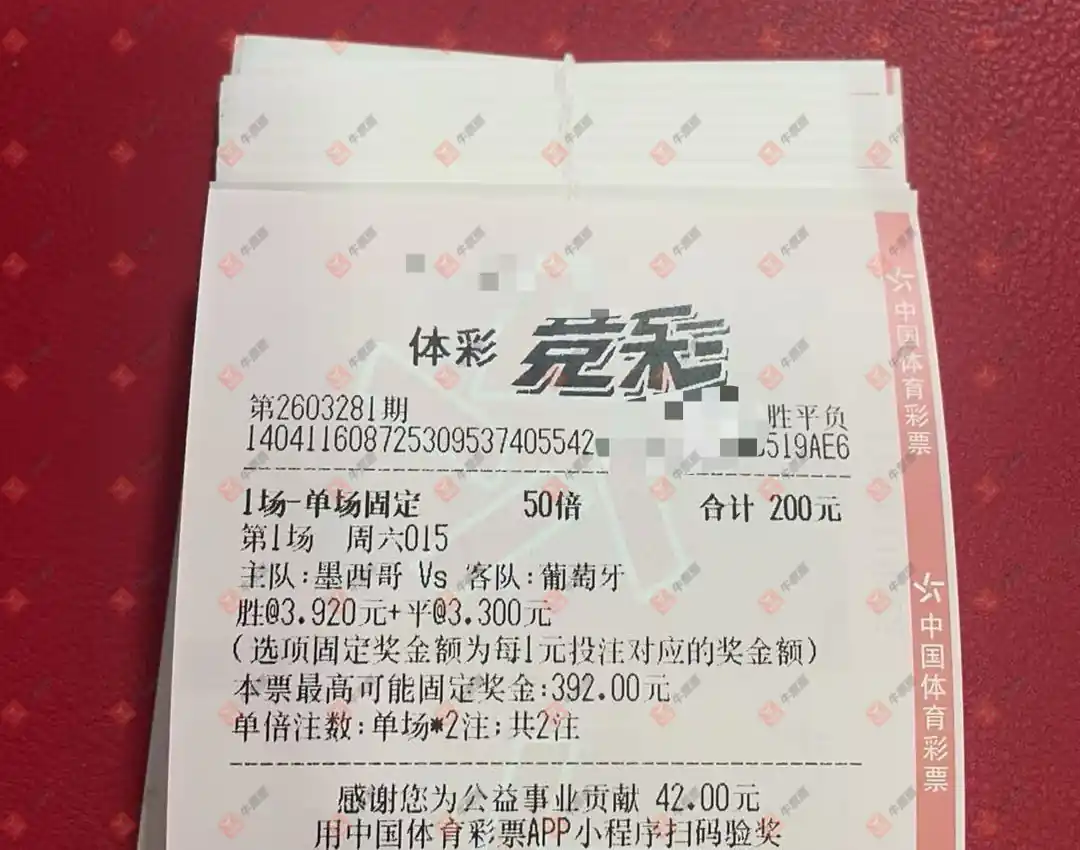 体彩 竞彩
第2603281期 胜平负
140411608725309537405542 519AE6
1场-单场固定 50倍 合计 200元
第1场 周六015
主队:墨西哥 Vs 客队:葡萄牙
胜@3.920元+平@3.300元
(选项固定奖金额为每1元投注对应的奖金额)
本票最高可能固定奖金:392.00元
单倍注数:单场*2注;共2注
感谢您为公益事业贡献 42.00元
用中国体育彩票APP小程序扫码验奖
中国体育彩票
中国体育彩票